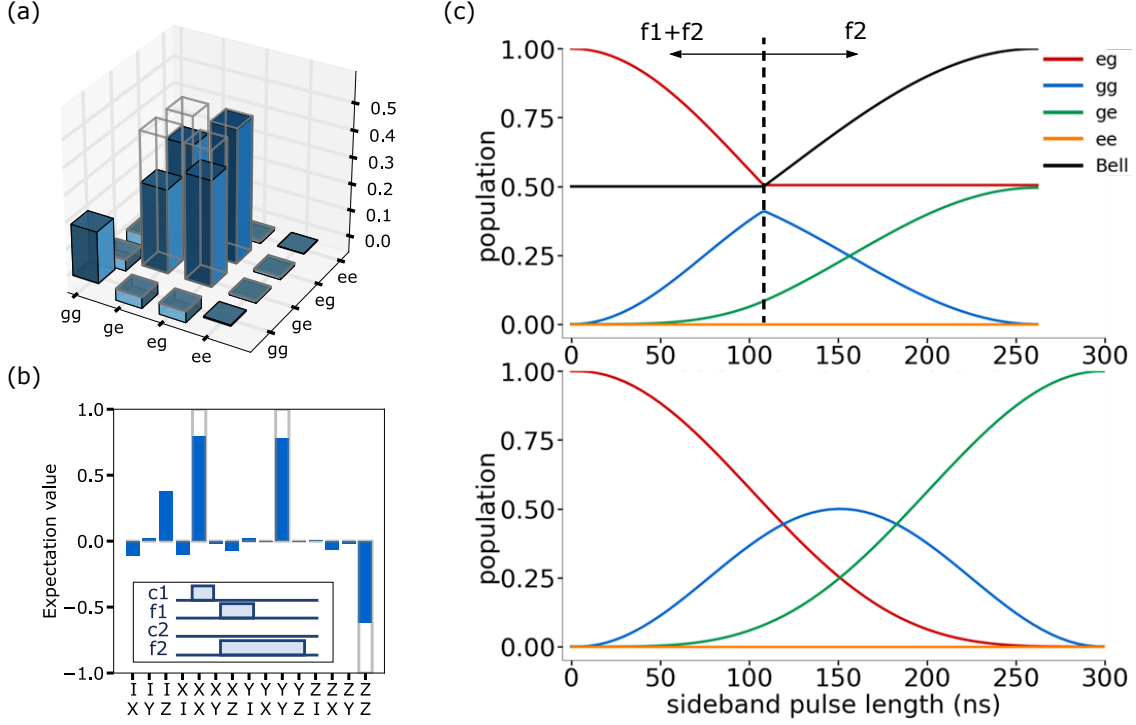 (a)
0.5
0.4
0.3
0.2
0.1
0.0
gg
ge
eg
ee
gg
ge
eg
ee
(b)
Expectation value
1.0
0.5
0.0
−0.5
−1.0
c1
f1
c2
f2
I I I X X X X Y Y Y Y Z Z Z Z
X Y Z I X Y Z I X Y Z I X Y Z
(c)
f1+f2
f2
population
1.00
0.75
0.50
0.25
0.00
0 50 100 150 200 250 300
eg
gg
ge
ee
Bell
population
1.00
0.75
0.50
0.25
0.00
0 50 100 150 200 250 300
sideband pulse length (ns)